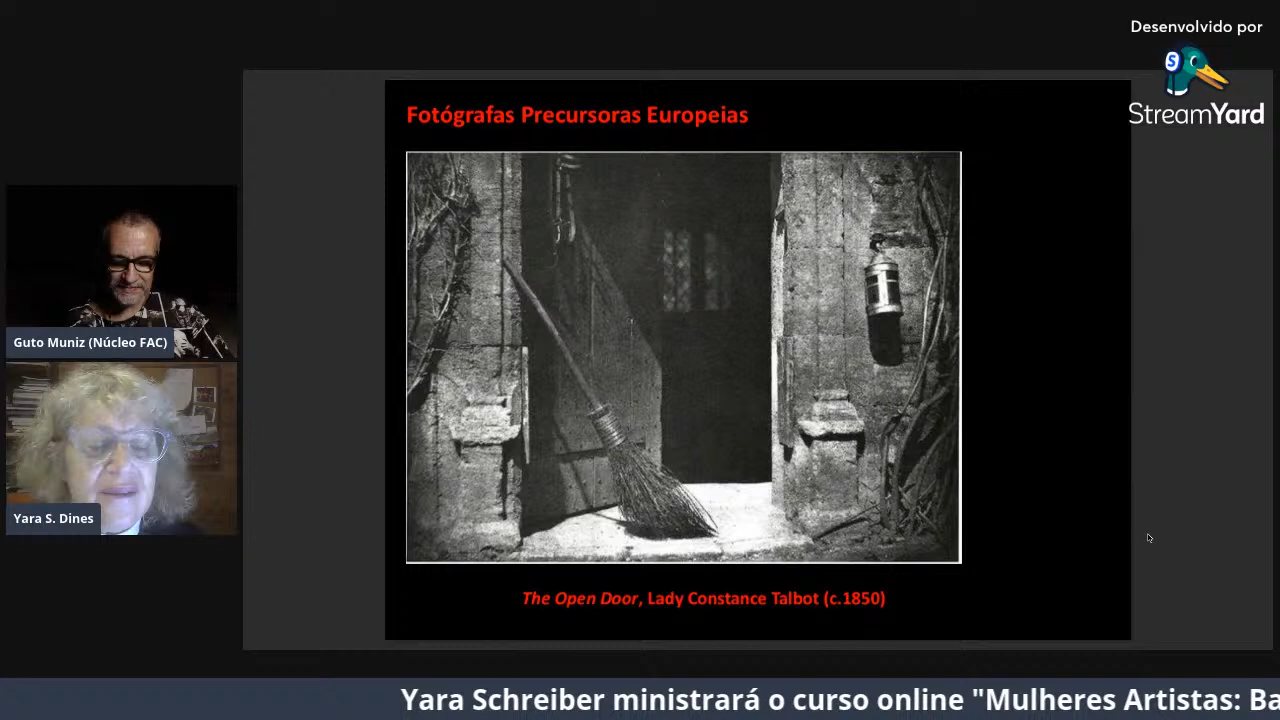 Desenvolvido por
StreamYard
Fotógrafas Precursoras Europeias
Guto Muniz (Núcleo FAC)
Yara S. Dines
The Open Door, Lady Constance Talbot (c.1850)
Yara Schreiber ministrará o curso online "Mulheres Artistas: Ba